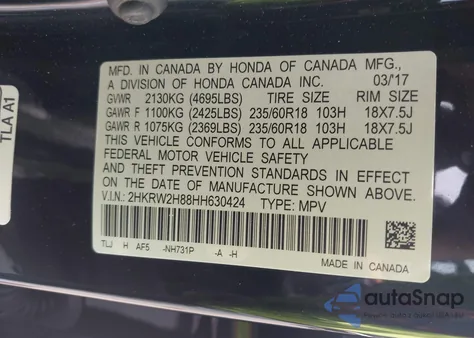 MFD. IN CANADA BY HONDA OF CANADA MFG.,
A DIVISION OF HONDA CANADA INC. 03/17
GVWR 2130KG (4695LBS) TIRE SIZE RIM SIZE
GAWR F 1100KG (2425LBS) 235/60R18 103H 18X7.5J
GAWR R 1075KG (2369LBS) 235/60R18 103H 18X7.5J
THIS VEHICLE CONFORMS TO ALL APPLICABLE
FEDERAL MOTOR VEHICLE SAFETY
AND THEFT PREVENTION STANDARDS IN EFFECT
ON THE DATE OF MANUFACTURE SHOWN ABOVE.
V.I.N.: 2HKRW2H88HH630424 TYPE: MPV
TLJ H AF5 -NH731P -A -H
MADE IN CANADA
TLA A1
autoSnap